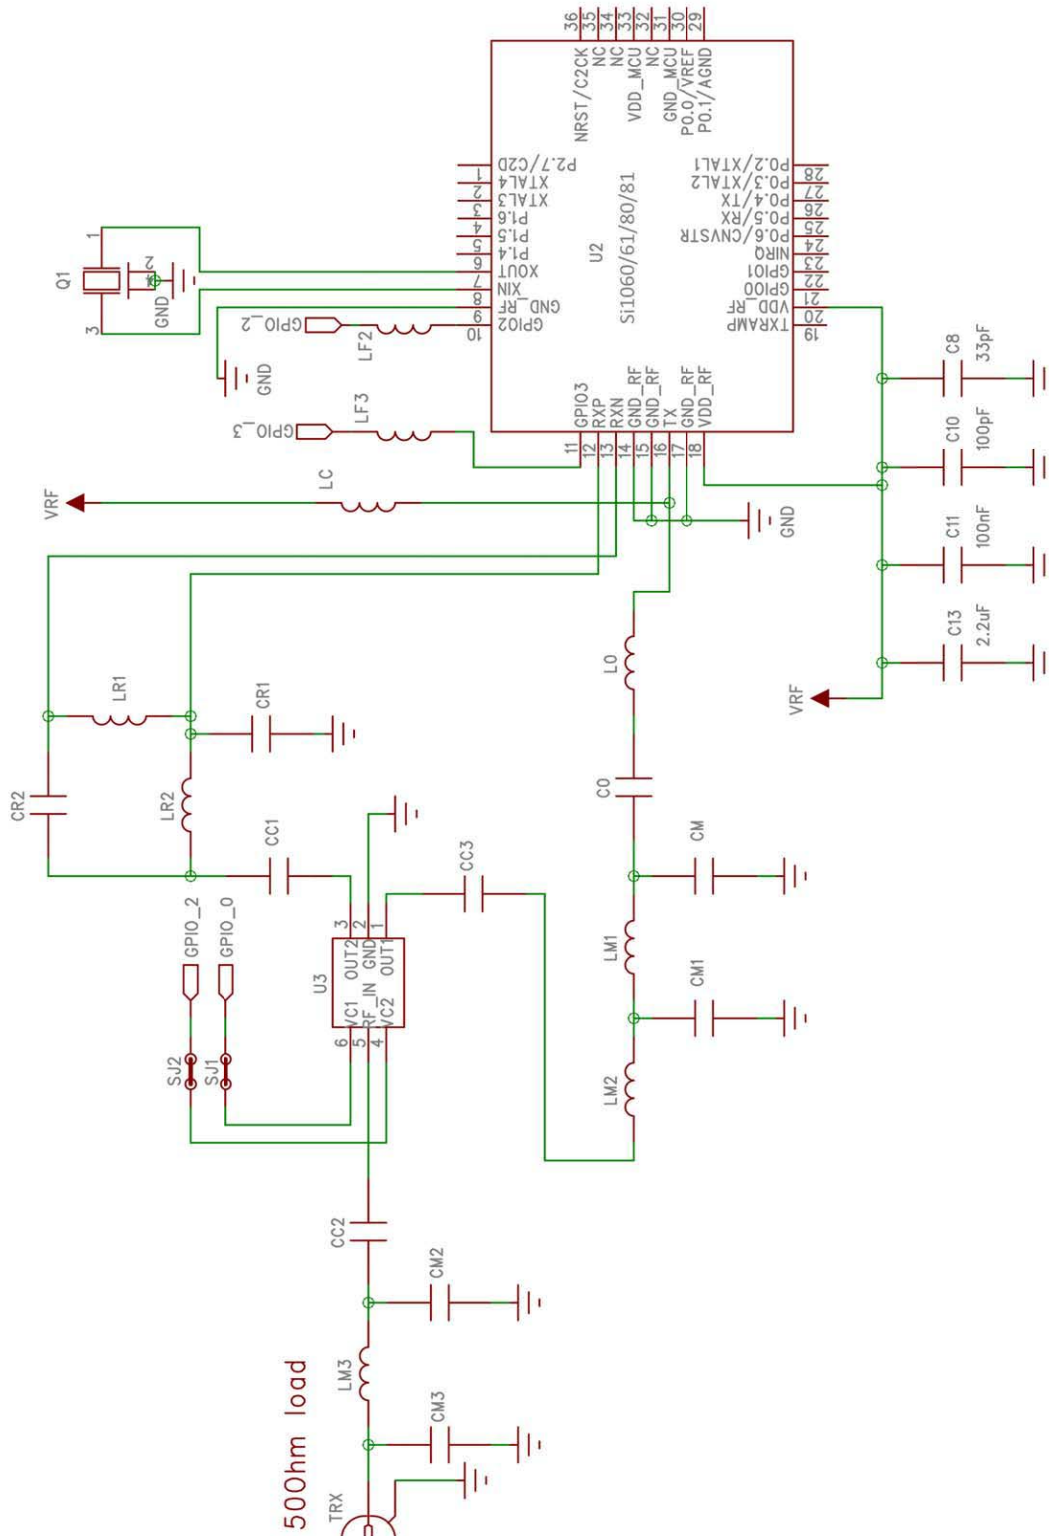 36
35
34
33
32
31
30
29
NRST/C2CK
NC
NC
VDD_MCU
NC
GND_MCU
P0.0/VREF
P0.1/AGND
P2.7/C2D
XTAL4
XTAL3
P1.6
P1.5
P1.4
XOUT
XIN
GND_RF
GPIO2
1
2
3
4
5
6
7
8
9
10
U2
Si1060/61/80/81
P0.2/XTAL1
P0.3/XTAL2
P0.4/TX
P0.5/RX
P0.6/CNVSTR
NIRQ
GPIO1
GPIO0
VDD_RF
TXRAMP
28
27
26
25
24
23
22
21
20
19
GPIO3
RXP
RXN
GND_RF
GND_RF
TX
GND_RF
VDD_RF
11
12
13
14
15
16
17
18
Q1
1
2
3
GND
GND
GPIO_2
LF2
GPIO_3
LF3
VRF
LC
GND
C8
33pF
C10
100pF
C11
100nF
C13
2.2uF
VRF
L0
C0
CM
LM1
CM1
LM2
LR1
CR1
CR2
LR2
CC1
CC3
GPIO_2
GPIO_0
SJ2
SJ1
U3
3
2
1
OUT2
GND
OUT1
VC1
RF_IN
VC2
6
5
4
CC2
CM2
LM3
CM3
50Ohm load
TRX